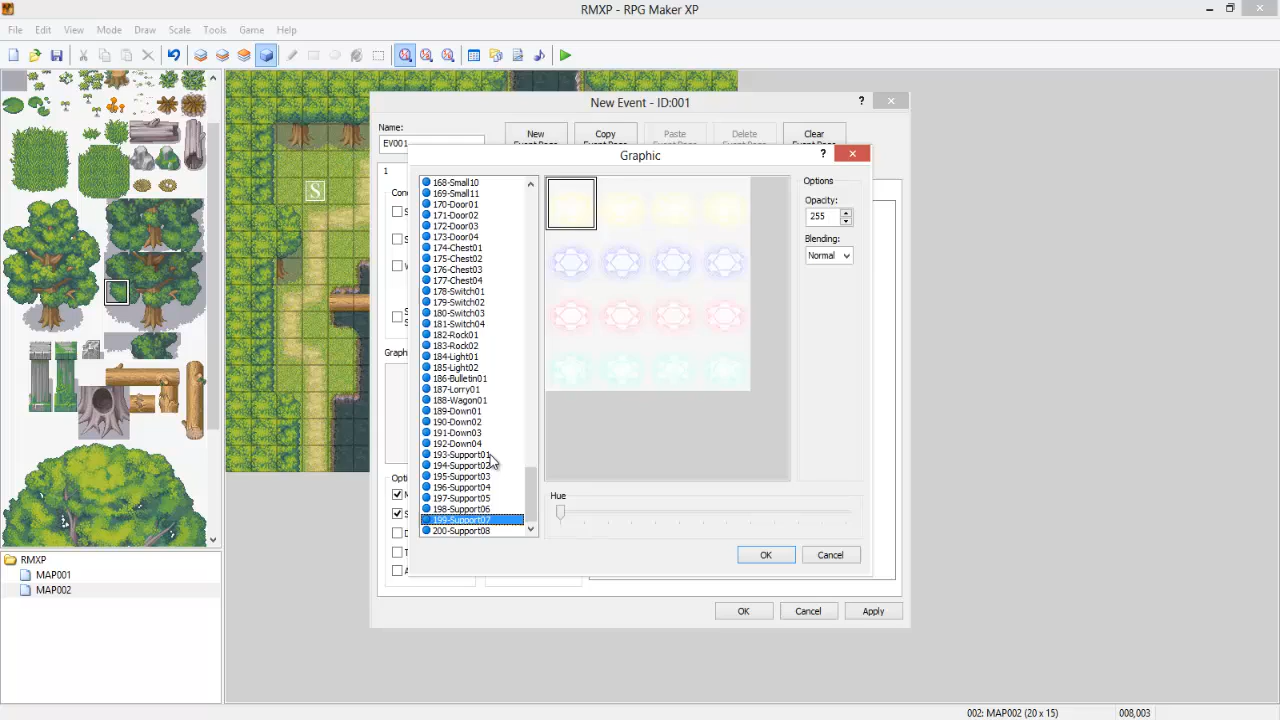 RMXP - RPG Maker XP
File Edit View Mode Draw Scale Tools Game Help
New Event - ID:001
?
Name:
EV001
New
Copy
Paste
Delete
Clear
Graphic
?
1
168-Small10
169-Small11
170-Door01
171-Door02
172-Door03
173-Door04
174-Chest01
175-Chest02
176-Chest03
177-Chest04
178-Switch01
179-Switch02
180-Switch03
181-Switch04
182-Rock01
183-Rock02
184-Light01
185-Light02
186-Bulletin01
187-Lorry01
188-Wagon01
189-Down01
190-Down02
191-Down03
192-Down04
193-Support01
194-Support02
195-Support03
196-Support04
197-Support05
198-Support06
199-Support07
200-Support08
Options
Opacity:
255
Blending:
Normal
Hue
OK Cancel
OK Cancel Apply
S
RMXP
MAP001
MAP002
002: MAP002 (20 x 15) 008,003